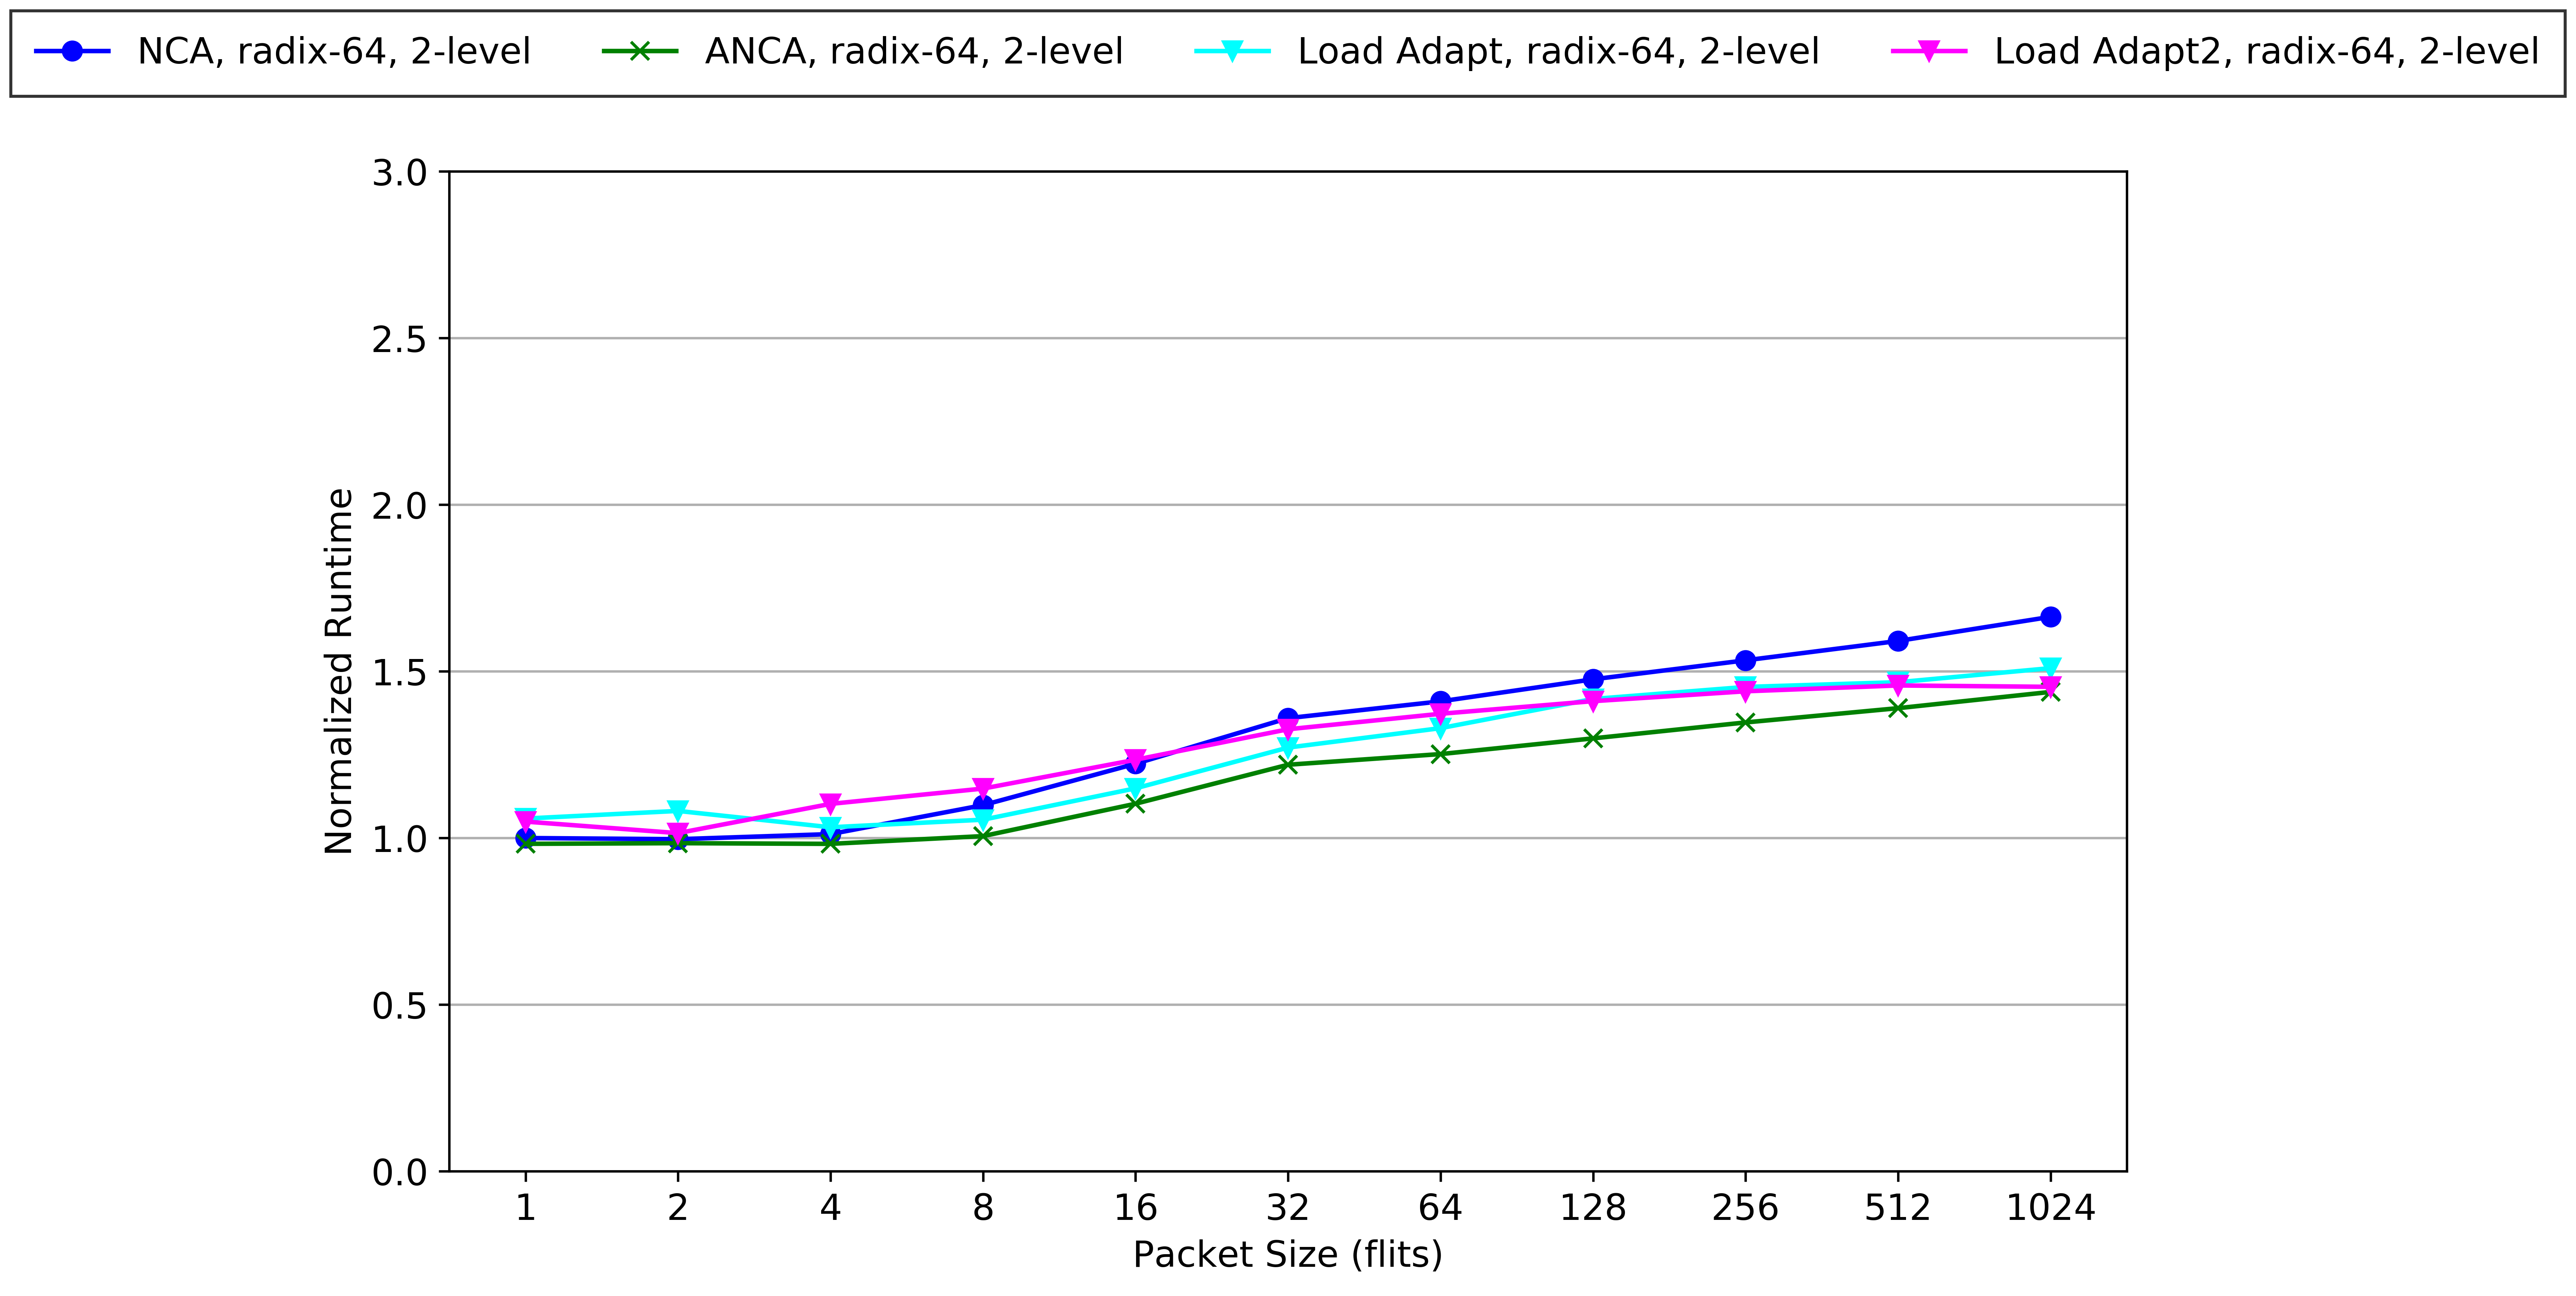 NCA, radix-64, 2-level ANCA, radix-64, 2-level Load Adapt, radix-64, 2-level Load Adapt2, radix-64, 2-level
3.0
2.5
2.0
1.5
1.0
0.5
0.0
Normalized Runtime
1 2 4 8 16 32 64 128 256 512 1024
Packet Size (flits)